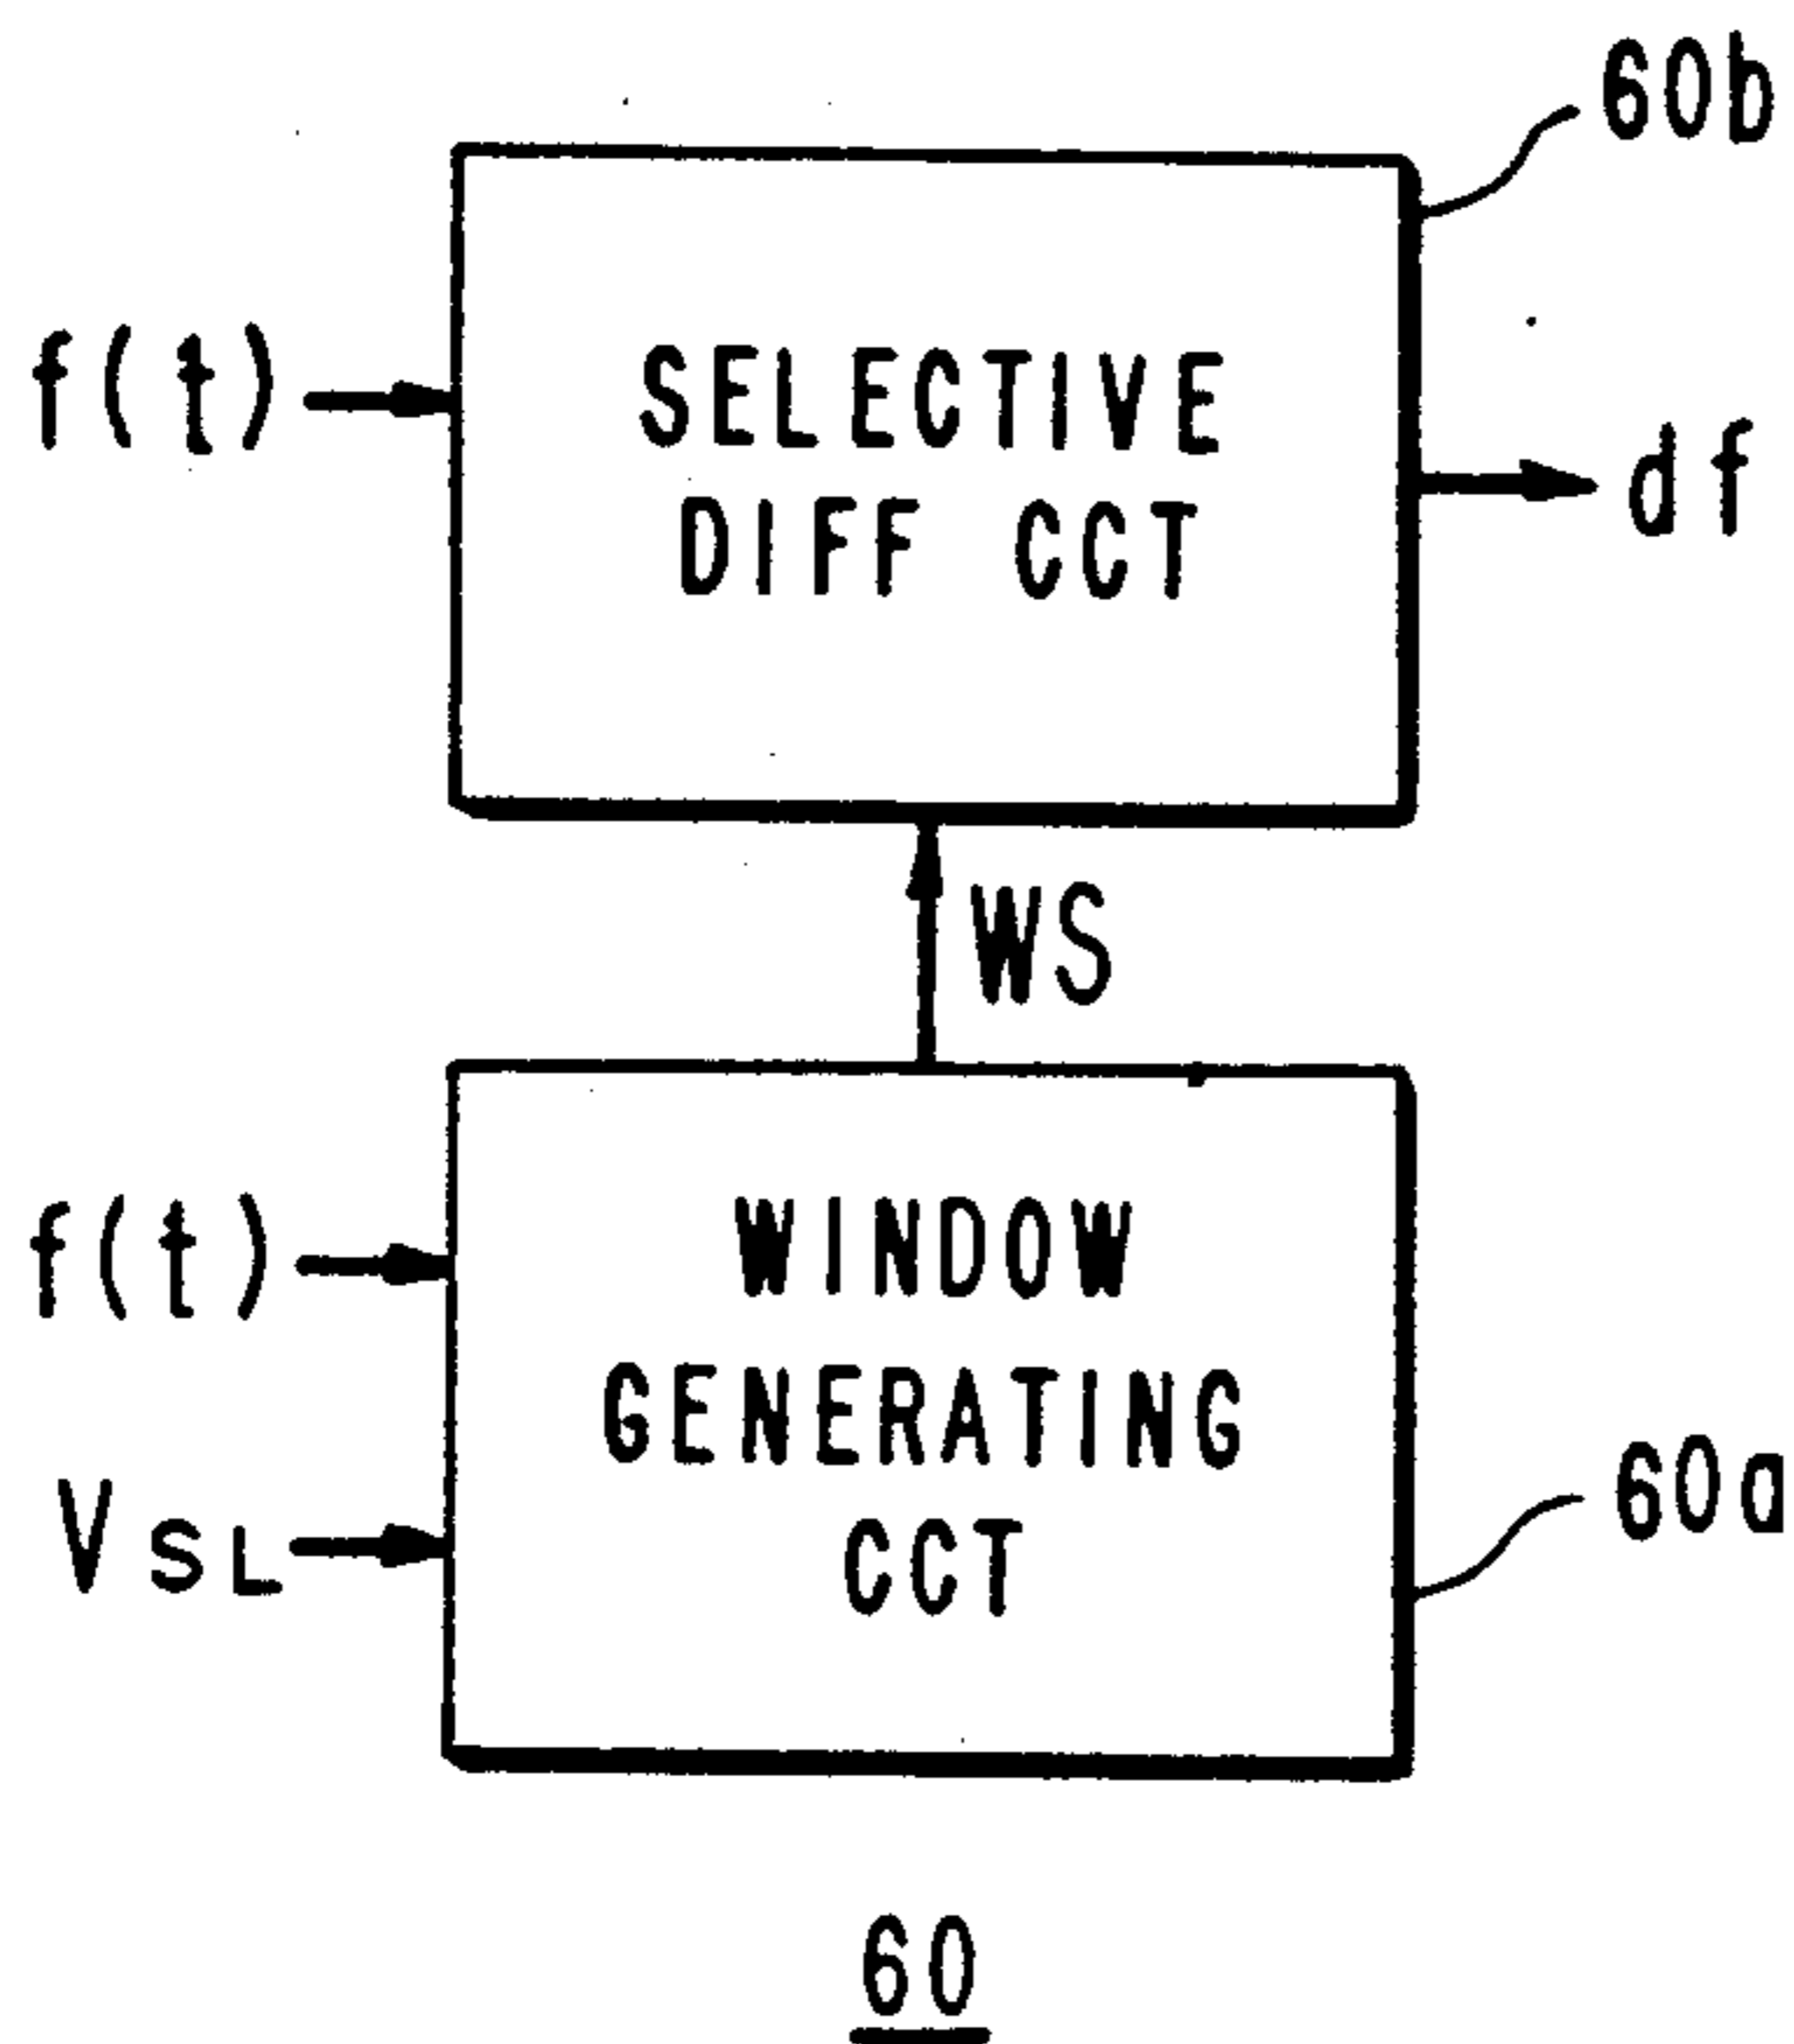 60b
f(t)
SELECTIVE
DIFF CCT
df
WS
f(t)
WINDOW
GENERATING
CCT
VSL
60a
60